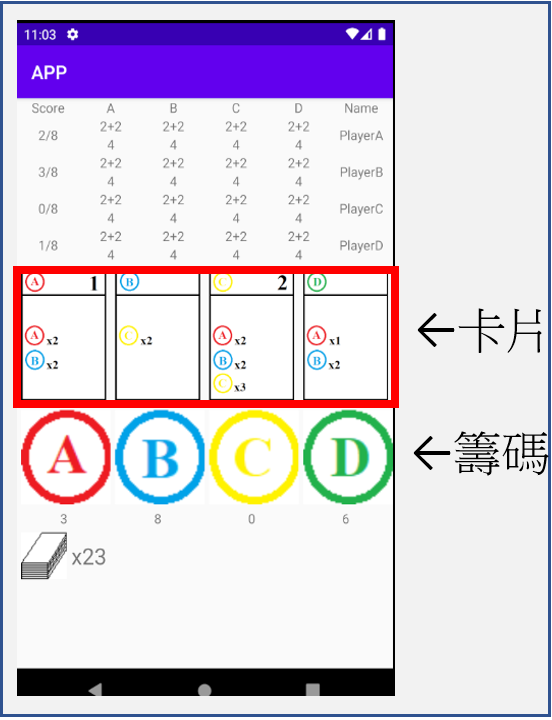 11:03
APP
Score A B C D Name
2/8 2+2 4 2+2 4 2+2 4 2+2 4 PlayerA
3/8 2+2 4 2+2 4 2+2 4 2+2 4 PlayerB
0/8 2+2 4 2+2 4 2+2 4 2+2 4 PlayerC
1/8 2+2 4 2+2 4 2+2 4 2+2 4 PlayerD
A 1 B C 2 D
A x2 C x2 A x2 A x1
B x2 B x2 B x2
C x3
←卡片
A B C D
←籌碼
3 8 0 6
x23